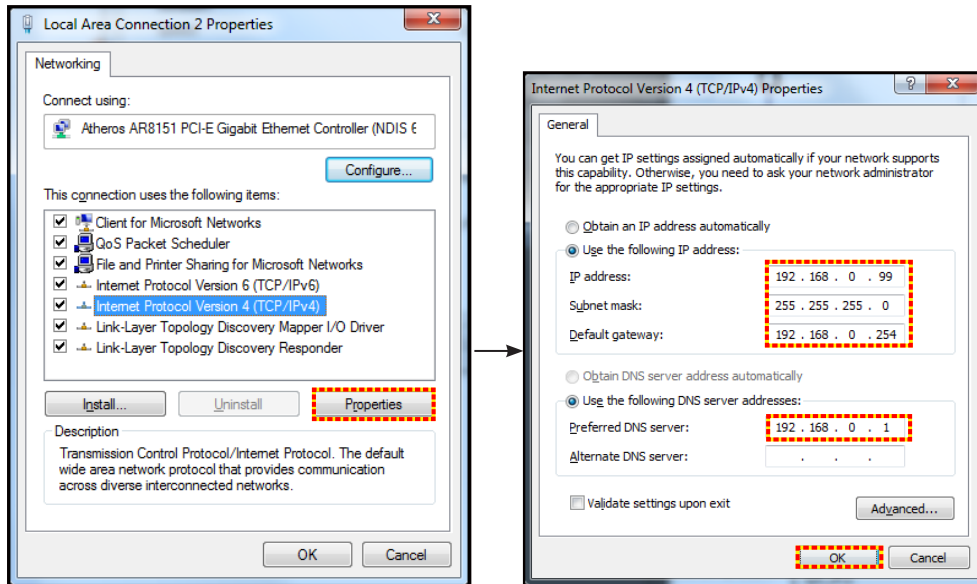 Local Area Connection 2 Properties
Networking
Connect using:
Atheros AR8151 PCI-E Gigabit Ethernet Controller (NDIS 6
Configure...
This connection uses the following items:
Client for Microsoft Networks
QoS Packet Scheduler
File and Printer Sharing for Microsoft Networks
Internet Protocol Version 6 (TCP/IPv6)
Internet Protocol Version 4 (TCP/IPv4)
Link-Layer Topology Discovery Mapper I/O Driver
Link-Layer Topology Discovery Responder
Install...
Uninstall
Properties
Description
Transmission Control Protocol/Internet Protocol. The default
wide area network protocol that provides communication
across diverse interconnected networks.
OK
Cancel
Internet Protocol Version 4 (TCP/IPv4) Properties
General
You can get IP settings assigned automatically if your network supports
this capability. Otherwise, you need to ask your network administrator
for the appropriate IP settings.
Obtain an IP address automatically
Use the following IP address:
IP address: 192 . 168 . 0 . 99
Subnet mask: 255 . 255 . 255 . 0
Default gateway: 192 . 168 . 0 . 254
Obtain DNS server address automatically
Use the following DNS server addresses:
Preferred DNS server: 192 . 168 . 0 . 1
Alternate DNS server: . . .
Validate settings upon exit
Advanced...
OK
Cancel